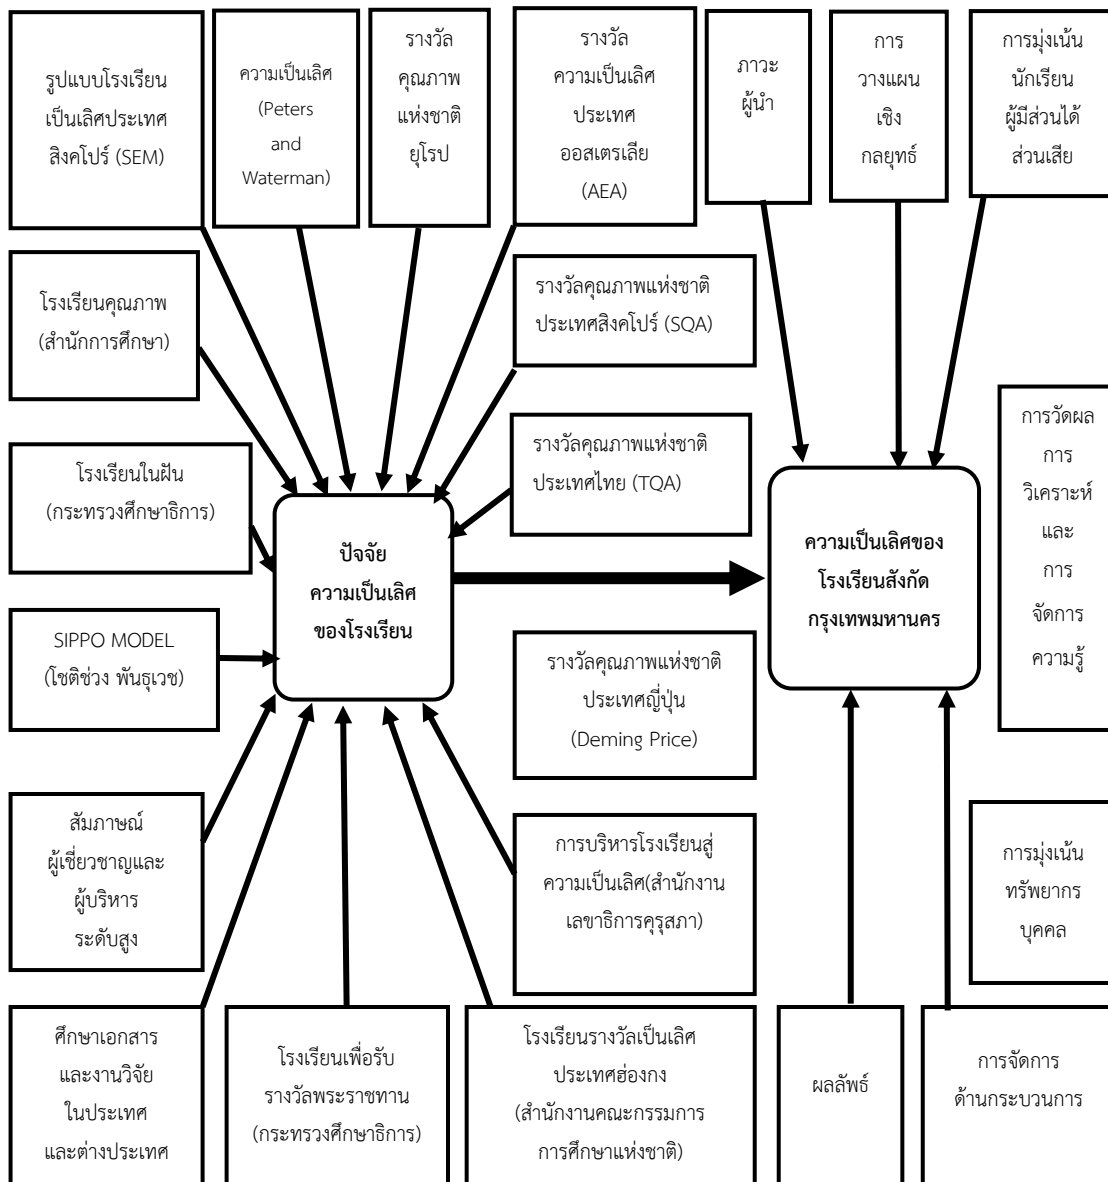 รูปแบบโรงเรียน
เป็นเลิศประเทศ
สิงคโปร์ (SEM)
ความเป็นเลิศ
(Peters
and
Waterman)
รางวัล
คุณภาพ
แห่งชาติ
ยุโรป
รางวัล
ความเป็นเลิศ
ประเทศ
ออสเตรเลีย
(AEA)
ภาวะ
ผู้นำ
การ
วางแผน
เชิง
กลยุทธ์
การมุ่งเน้น
นักเรียน
ผู้มีส่วนได้
ส่วนเสีย
โรงเรียนคุณภาพ
(สำนักการศึกษา)
รางวัลคุณภาพแห่งชาติ
ประเทศสิงคโปร์ (SQA)
โรงเรียนในฝัน
(กระทรวงศึกษาธิการ)
รางวัลคุณภาพแห่งชาติ
ประเทศไทย (TQA)
การวัดผล
การ
วิเคราะห์
และ
การ
จัดการ
ความรู้
ปัจจัย
ความเป็นเลิศ
ของโรงเรียน
ความเป็นเลิศของ
โรงเรียนสังกัด
กรุงเทพมหานคร
SIPPO MODEL
(โชติช่วง พันธุเวช)
รางวัลคุณภาพแห่งชาติ
ประเทศญี่ปุ่น
(Deming Price)
สัมภาษณ์
ผู้เชี่ยวชาญและ
ผู้บริหาร
ระดับสูง
การบริหารโรงเรียนสู่
ความเป็นเลิศ(สำนักงาน
เลขาธิการคุรุสภา)
การมุ่งเน้น
ทรัพยากร
บุคคล
ศึกษาเอกสาร
และงานวิจัย
ในประเทศ
และต่างประเทศ
โรงเรียนเพื่อรับ
รางวัลพระราชทาน
(กระทรวงศึกษาธิการ)
โรงเรียนรางวัลเป็นเลิศ
ประเทศฮ่องกง
(สำนักงานคณะกรรมการ
การศึกษาแห่งชาติ)
ผลลัพธ์
การจัดการ
ด้านกระบวนการ